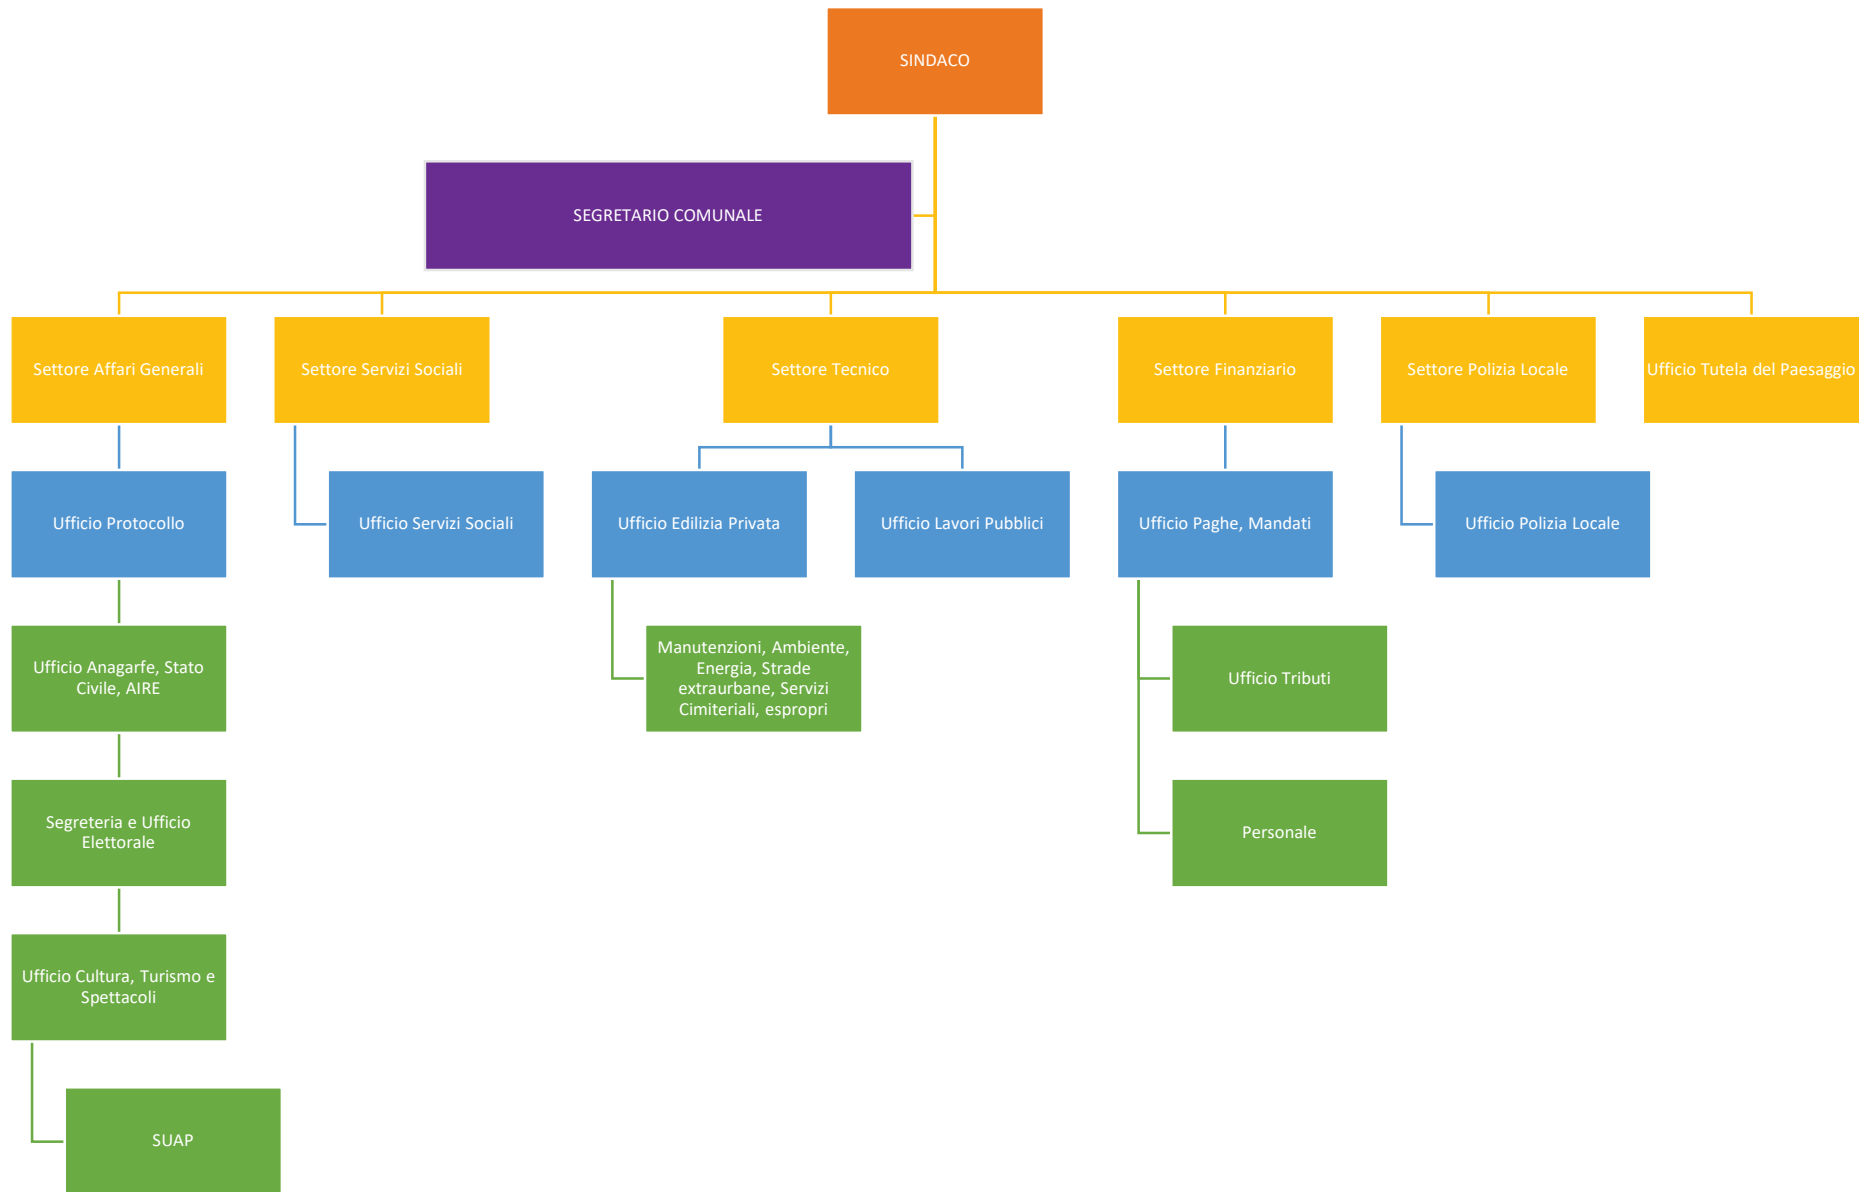 SINDACO
SEGRETARIO COMUNALE
Settore Affari Generali
Settore Servizi Sociali
Settore Tecnico
Settore Finanziario
Settore Polizia Locale
Ufficio Tutela del Paesaggio
Ufficio Protocollo
Ufficio Servizi Sociali
Ufficio Edilizia Privata
Ufficio Lavori Pubblici
Ufficio Paghe, Mandati
Ufficio Polizia Locale
Ufficio Anagarfe, Stato
Civile, AIRE
Manutenzioni, Ambiente,
Energia, Strade
extraurbane, Servizi
Cimiteriali, espropri
Ufficio Tributi
Segreteria e Ufficio
Elettorale
Personale
Ufficio Cultura, Turismo e
Spettacoli
SUAP